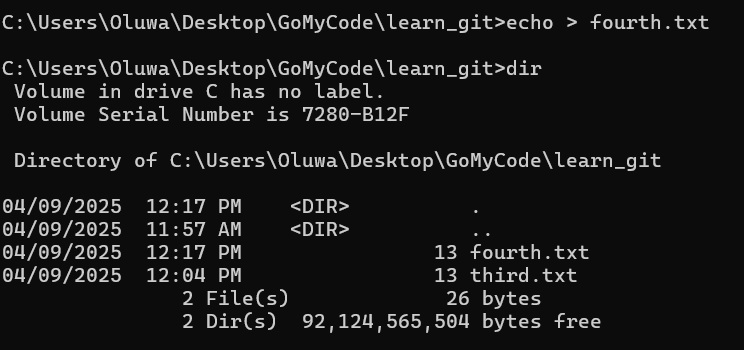 C:\Users\Oluwa\Desktop\GoMyCode\learn_git>echo > fourth.txt
C:\Users\Oluwa\Desktop\GoMyCode\learn_git>dir
Volume in drive C has no label.
Volume Serial Number is 7280-B12F
Directory of C:\Users\Oluwa\Desktop\GoMyCode\learn_git
04/09/2025  12:17 PM    <DIR>          .
04/09/2025  11:57 AM    <DIR>          ..
04/09/2025  12:17 PM                13 fourth.txt
04/09/2025  12:04 PM                13 third.txt
2 File(s)             26 bytes
2 Dir(s)  92,124,565,504 bytes free